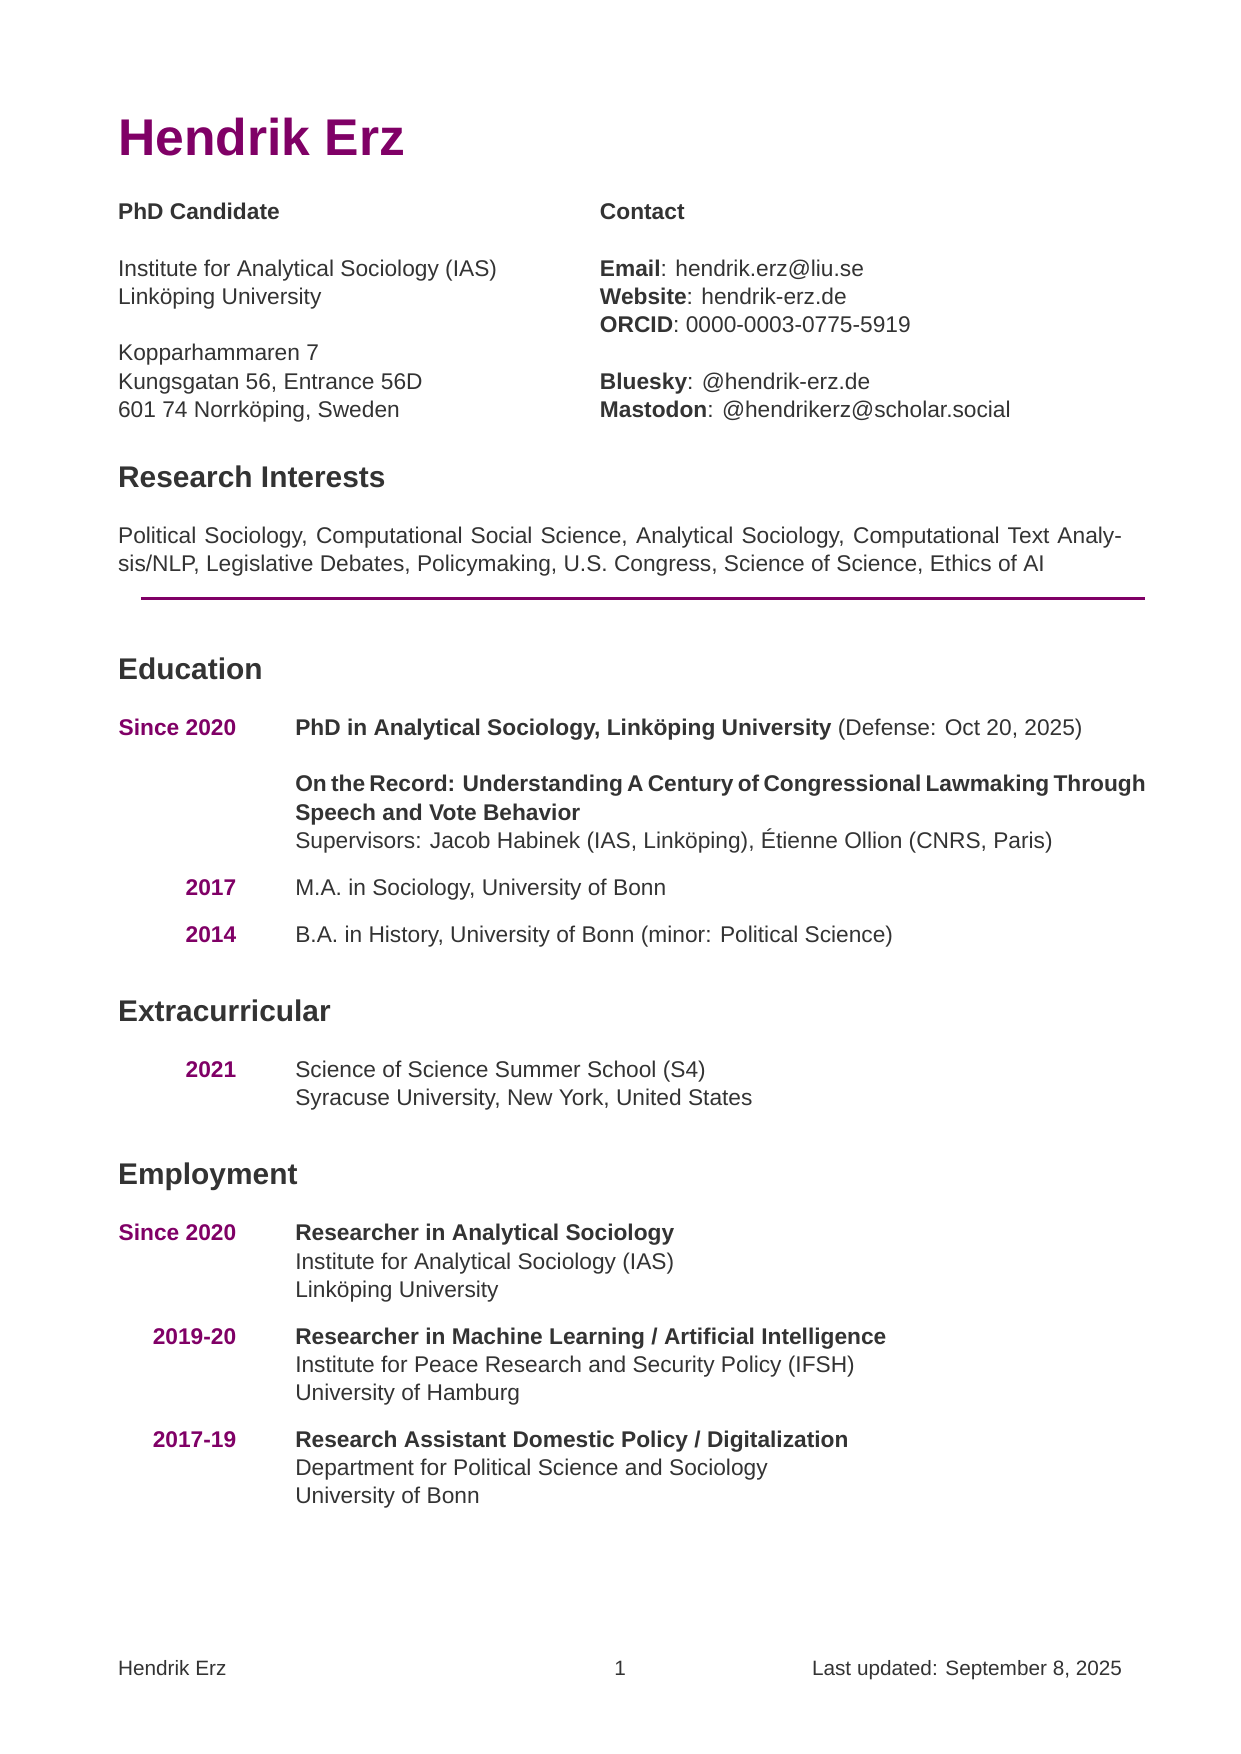 Hendrik Erz
PhD Candidate
Institute for Analytical Sociology (IAS)
Linköping University
Kopparhammaren 7
Kungsgatan 56, Entrance 56D
601 74 Norrköping, Sweden
Contact
Email: hendrik.erz@liu.se
Website: hendrik-erz.de
ORCID: 0000-0003-0775-5919
Bluesky: @hendrik-erz.de
Mastodon: @hendrikerz@scholar.social
Research Interests
Political Sociology, Computational Social Science, Analytical Sociology, Computational Text Analy-
sis/NLP, Legislative Debates, Policymaking, U.S. Congress, Science of Science, Ethics of AI
Education
Since 2020 PhD in Analytical Sociology, Linköping University (Defense: Oct 20, 2025)
On the Record: Understanding A Century of Congressional Lawmaking Through
Speech and Vote Behavior
Supervisors: Jacob Habinek (IAS, Linköping), Étienne Ollion (CNRS, Paris)
2017 M.A. in Sociology, University of Bonn
2014 B.A. in History, University of Bonn (minor: Political Science)
Extracurricular
2021 Science of Science Summer School (S4)
Syracuse University, New York, United States
Employment
Since 2020 Researcher in Analytical Sociology
Institute for Analytical Sociology (IAS)
Linköping University
2019-20 Researcher in Machine Learning / Artificial Intelligence
Institute for Peace Research and Security Policy (IFSH)
University of Hamburg
2017-19 Research Assistant Domestic Policy / Digitalization
Department for Political Science and Sociology
University of Bonn
Hendrik Erz 1 Last updated: September 8, 2025